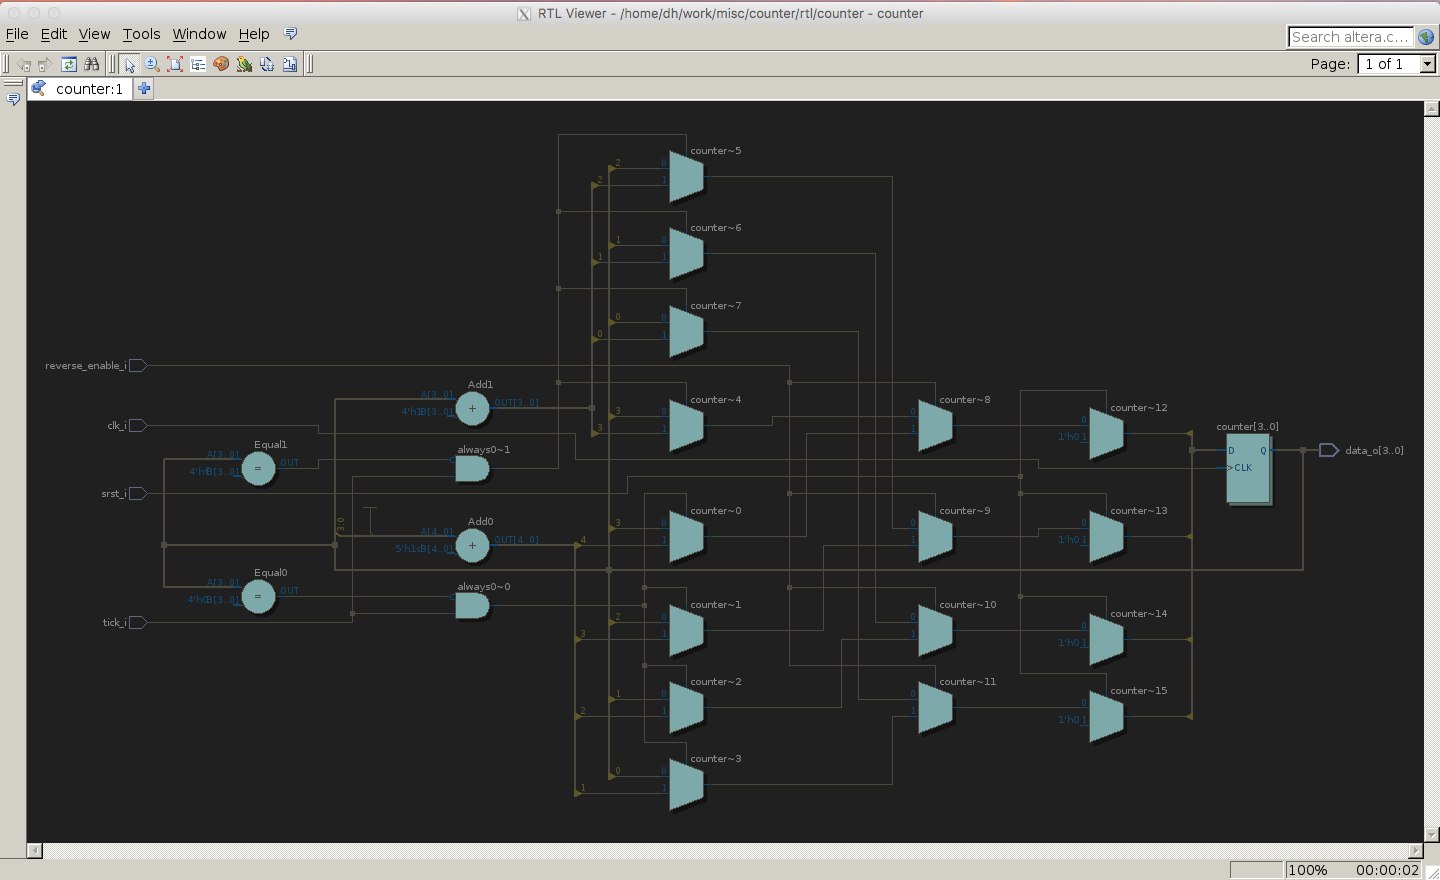 RTL Viewer - /home/dh/work/misc/counter/rtl/counter - counter
File Edit View Tools Window Help
Search altera.c...
Page: 1 of 1
counter:1
counter~5
2 0
2 1
counter~6
1 0
1 1
counter~7
0 0
0 1
reverse_enable_i
Add1
A[3..0]
OUT[3..0]
4'h1 B[3..0]
counter~4
3 0
3 1
counter~8
0
1
counter~12
0
1'h0 1
clk_i
Equal1
A[3..0]
OUT
always0~1
counter[3..0]
D Q
>CLK
data_o[3..0]
srst_i
3:0
Add0
A[4..0]
OUT[4..0]
5'h1d B[4..0]
counter~0
3 0
4 1
counter~9
0
1
counter~13
0
1'h0 1
Equal0
A[3..0]
OUT
4'h0 B[3..0]
always0~0
tick_i
counter~1
2 0
3 1
counter~10
0
1
counter~14
0
1'h0 1
counter~2
1 0
2 1
counter~11
0
1
counter~15
0
1'h0 1
counter~3
0 0
1 1
100% 00:00:02